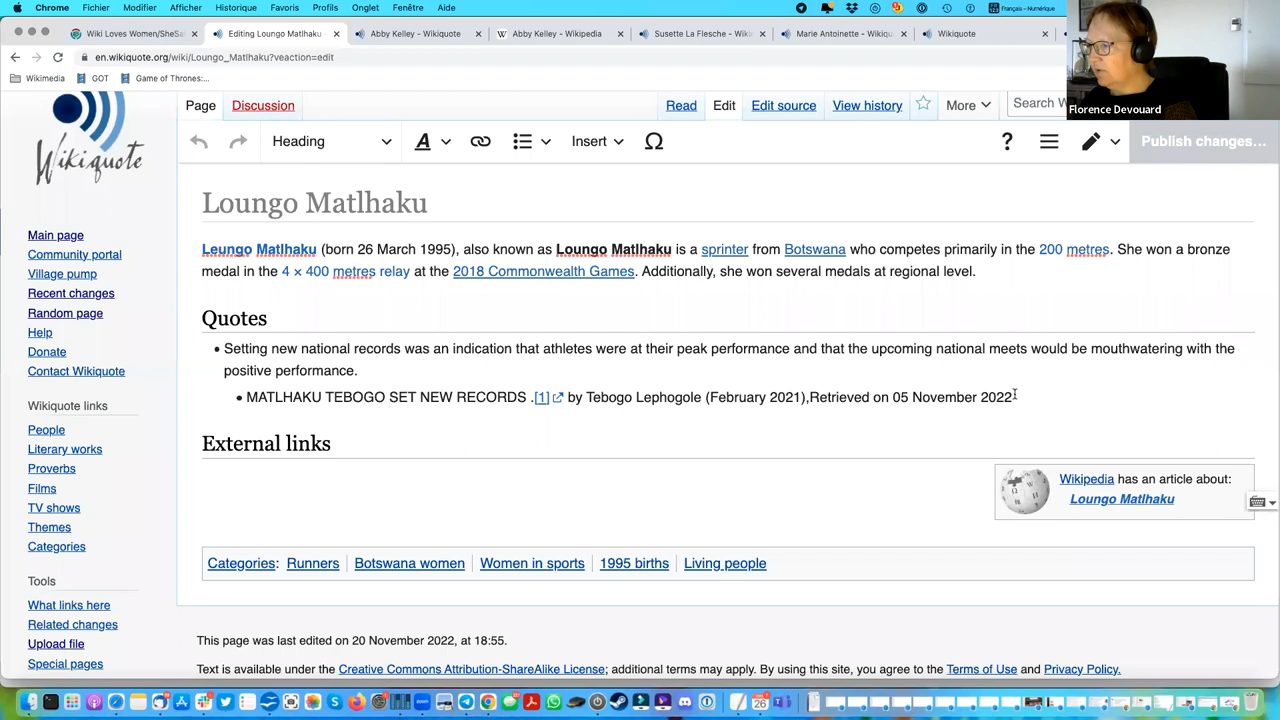 Chrome Fichier Modifier Afficher Historique Favoris Profils Onglet Fenêtre Aide
Français – Numérique
Wiki Loves Women/SheSa
Editing Loungo Matlhaku
Abby Kelley - Wikiquote
Abby Kelley - Wikipedia
Susette La Flesche - Wikiqu
Marie Antoinette - Wikiqu
Wikiquote
en.wikiquote.org/wiki/Loungo_Matlhaku?veaction=edit
Wikimedia GOT Game of Thrones:...
Florence Devouard
Page Discussion Read Edit Edit source View history More Search W
Heading A Insert Ω ? Publish changes...
Wikiquote
Main page
Community portal
Village pump
Recent changes
Random page
Help
Donate
Contact Wikiquote
Wikiquote links
People
Literary works
Proverbs
Films
TV shows
Themes
Categories
Tools
What links here
Related changes
Upload file
Special pages
Loungo Matlhaku
Leungo Matlhaku (born 26 March 1995), also known as Loungo Matlhaku is a sprinter from Botswana who competes primarily in the 200 metres. She won a bronze
medal in the 4 × 400 metres relay at the 2018 Commonwealth Games. Additionally, she won several medals at regional level.
Quotes
• Setting new national records was an indication that athletes were at their peak performance and that the upcoming national meets would be mouthwatering with the
positive performance.
• MATLHAKU TEBOGO SET NEW RECORDS .[1] by Tebogo Lephogole (February 2021),Retrieved on 05 November 2022
External links
Wikipedia has an article about:
Loungo Matlhaku
Categories: Runners Botswana women Women in sports 1995 births Living people
This page was last edited on 20 November 2022, at 18:55.
Text is available under the Creative Commons Attribution-ShareAlike License; additional terms may apply. By using this site, you agree to the Terms of Use and Privacy Policy.
26